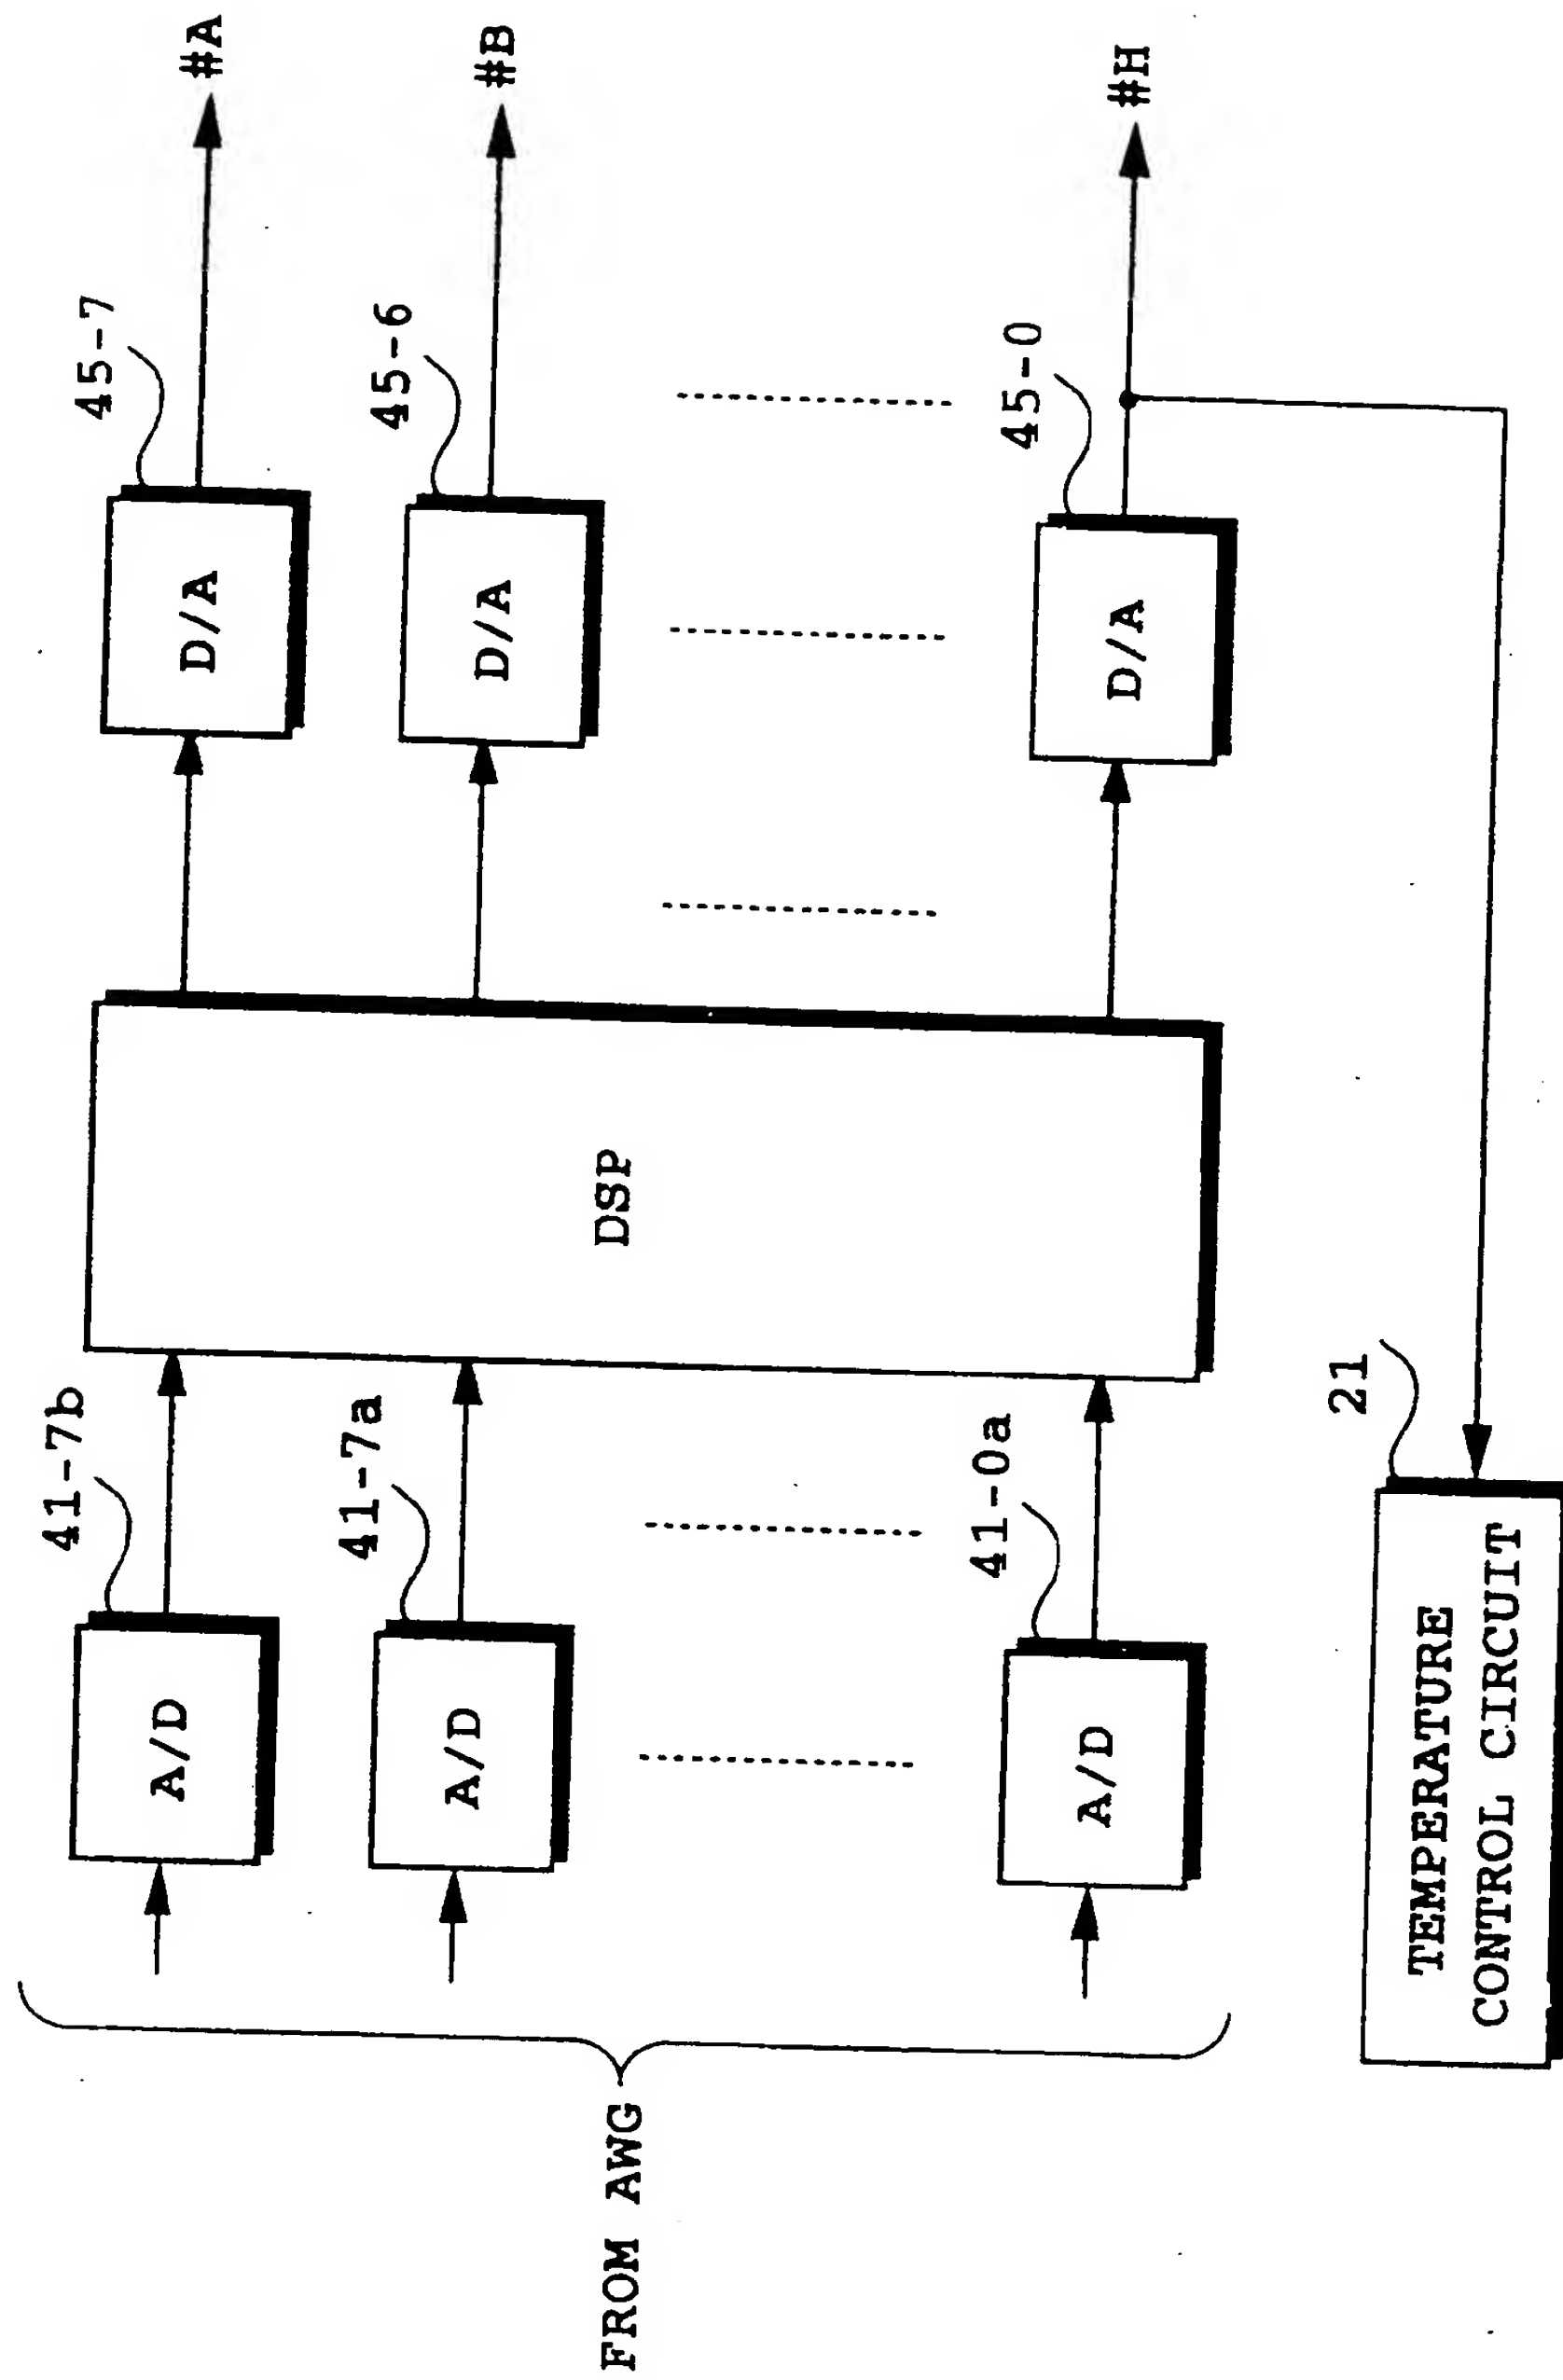 FROM AWG
A/D
41-7b
A/D
41-7a
A/D
41-0a
DSP
D/A
45-7
#A
D/A
45-6
#B
D/A
45-0
#H
TEMPERATURE
CONTROL CIRCUIT
21